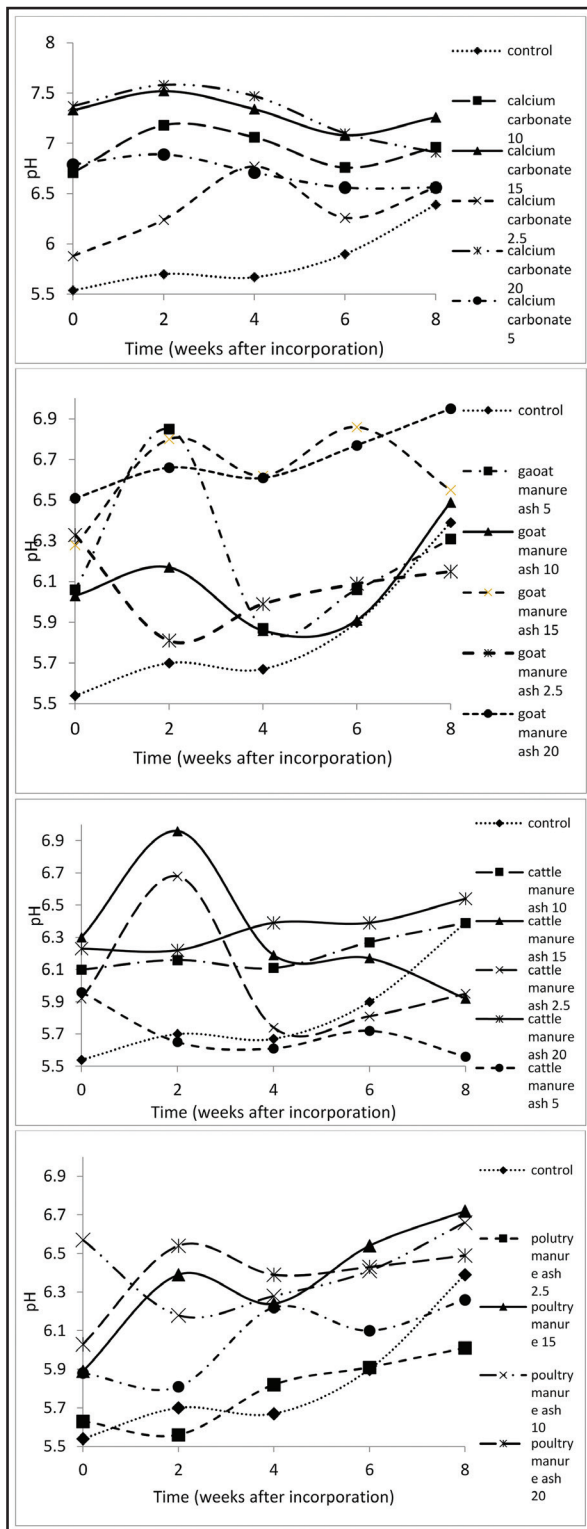 8
7.5
7
6.5
6
5.5
pH
0 2 4 6 8
Time (weeks after incorporation)
control
calcium
carbonate
10
calcium
carbonate
15
calcium
carbonate
2.5
calcium
carbonate
20
calcium
carbonate
5
6.9
6.7
6.5
6.3
6.1
5.9
5.7
5.5
pH
0 2 4 6 8
Time (weeks after incorporation)
control
gaoat
manure
ash 5
goat
manure
ash 10
goat
manure
ash 15
goat
manure
ash 2.5
goat
manure
ash 20
6.9
6.7
6.5
6.3
6.1
5.9
5.7
5.5
pH
0 2 4 6 8
Time (weeks after incorporation)
control
cattle
manure
ash 10
cattle
manure
ash 15
cattle
manure
ash 2.5
cattle
manure
ash 20
cattle
manure
ash 5
6.9
6.7
6.5
6.3
6.1
5.9
5.7
5.5
pH
0 2 4 6 8
Time (weeks after incorporation)
control
polutry
manur
e ash
2.5
poultry
manur
e 15
poultry
manur
e ash
10
poultry
manur
e ash
20